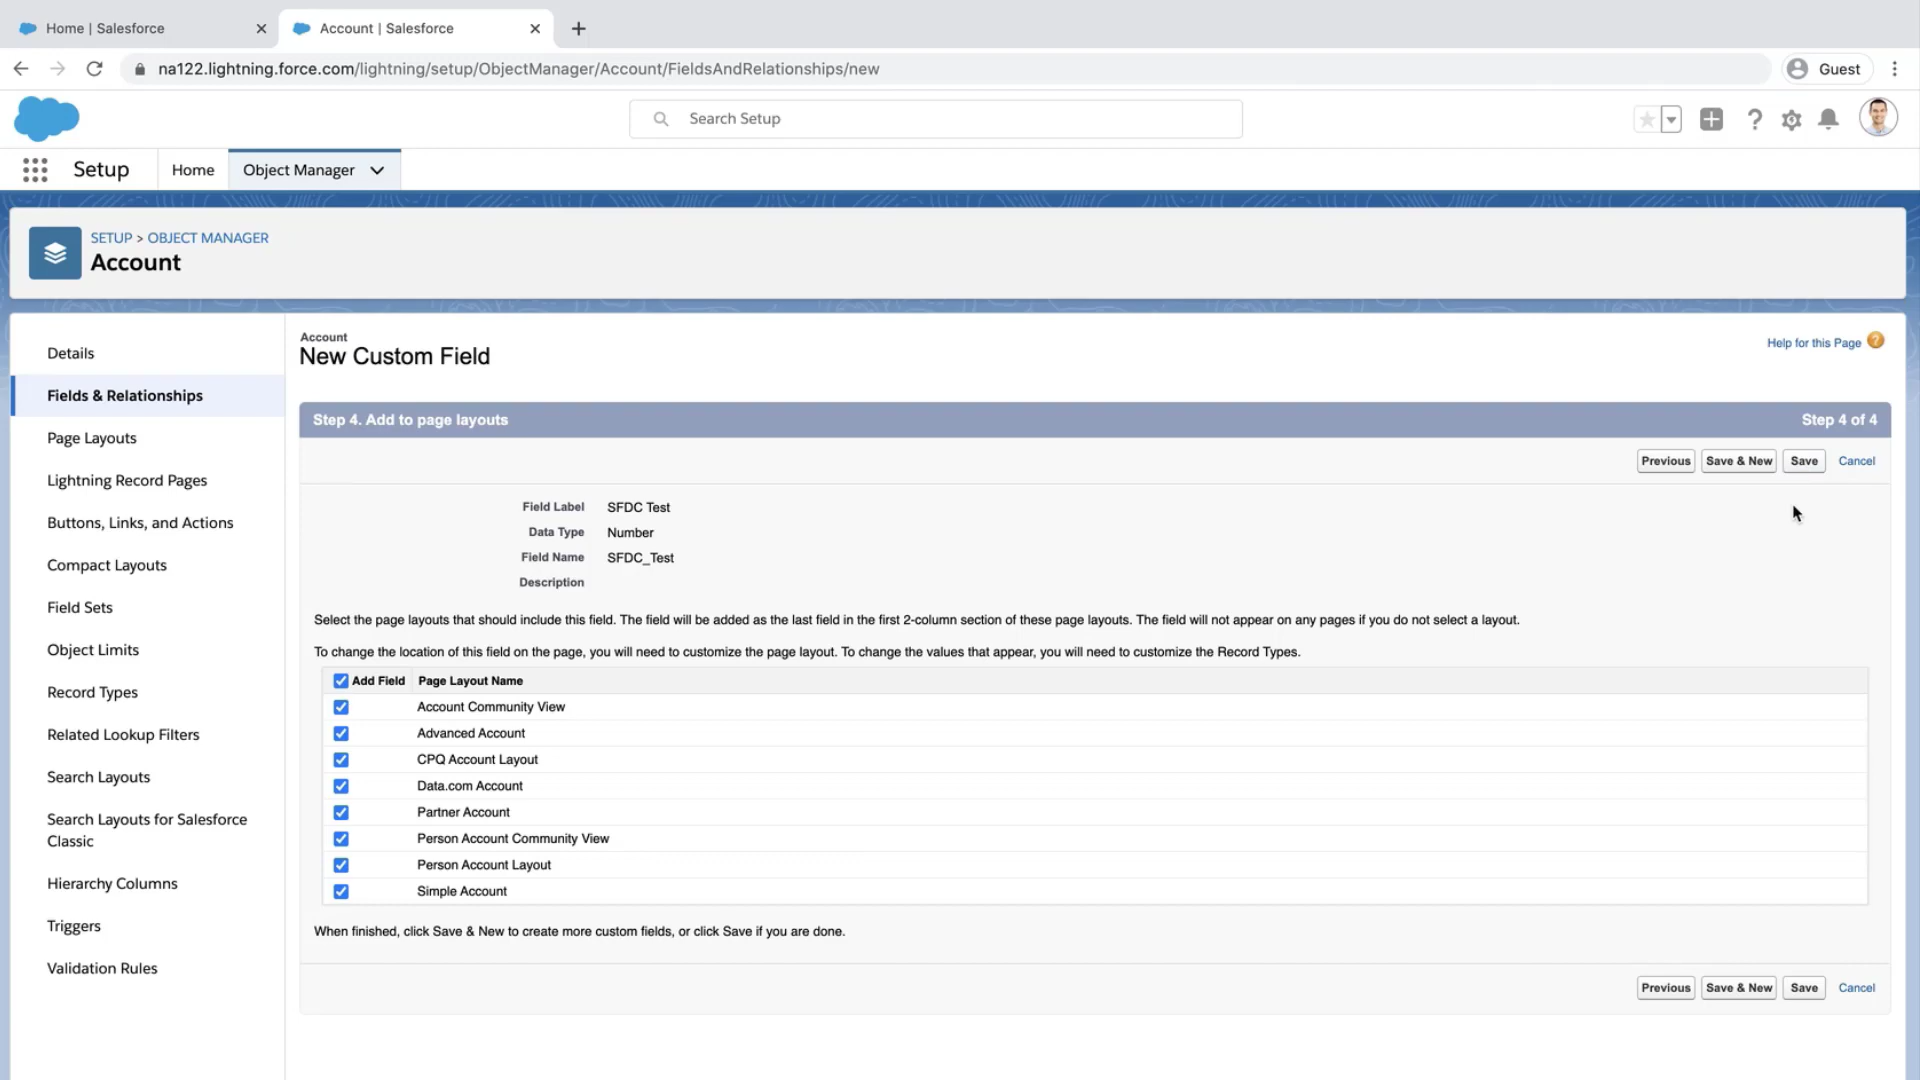 Home | Salesforce
Account | Salesforce
na122.lightning.force.com/lightning/setup/ObjectManager/Account/FieldsAndRelationships/new
Guest
Search Setup
Setup
Home
Object Manager
SETUP > OBJECT MANAGER
Account
Details
Fields & Relationships
Page Layouts
Lightning Record Pages
Buttons, Links, and Actions
Compact Layouts
Field Sets
Object Limits
Record Types
Related Lookup Filters
Search Layouts
Search Layouts for Salesforce
Classic
Hierarchy Columns
Triggers
Validation Rules
Account
New Custom Field
Help for this Page ?
Step 4. Add to page layouts Step 4 of 4
Previous Save & New Save Cancel
Field Label SFDC Test
Data Type Number
Field Name SFDC_Test
Description
Select the page layouts that should include this field. The field will be added as the last field in the first 2-column section of these page layouts. The field will not appear on any pages if you do not select a layout.
To change the location of this field on the page, you will need to customize the page layout. To change the values that appear, you will need to customize the Record Types.
Add Field Page Layout Name
Account Community View
Advanced Account
CPQ Account Layout
Data.com Account
Partner Account
Person Account Community View
Person Account Layout
Simple Account
When finished, click Save & New to create more custom fields, or click Save if you are done.
Previous Save & New Save Cancel